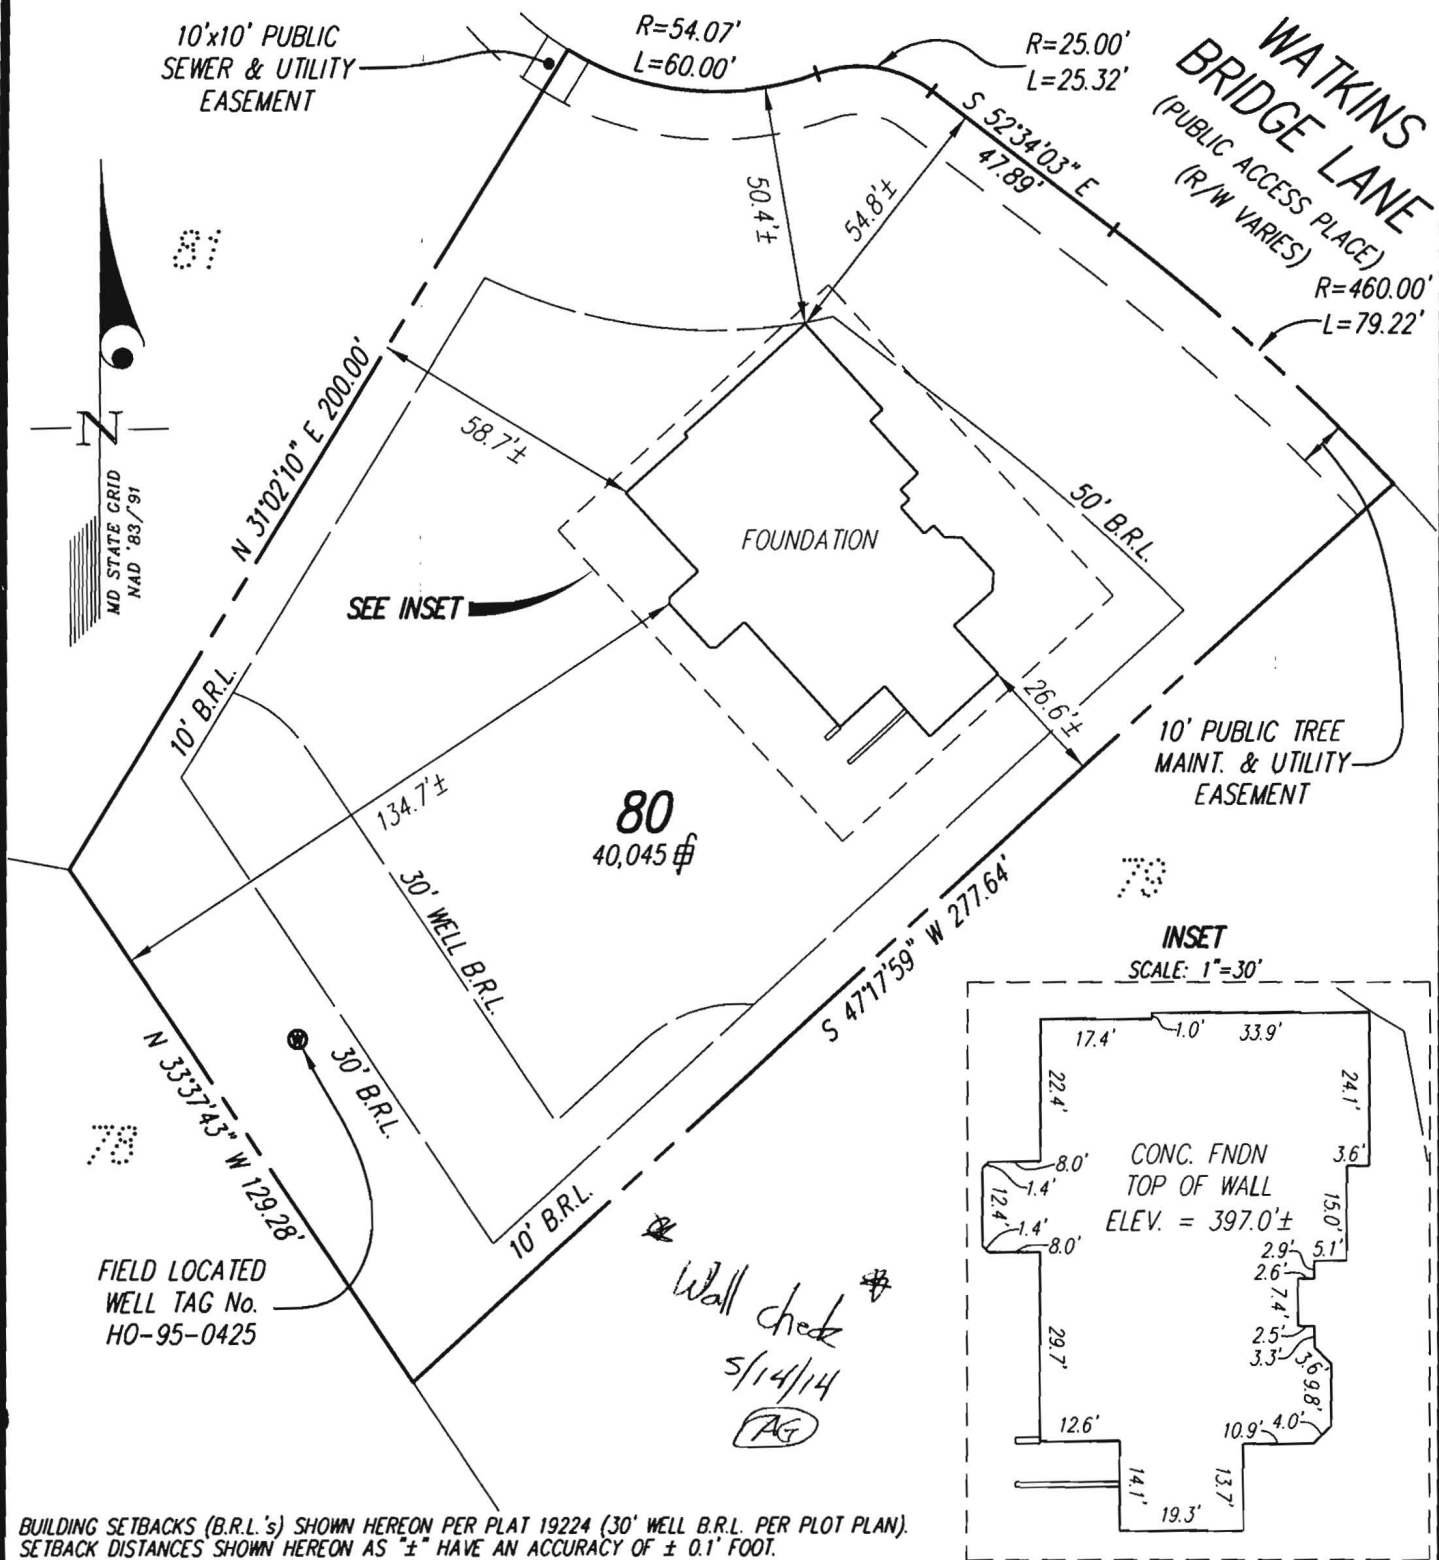 10'x10' PUBLIC
SEWER & UTILITY
EASEMENT
R=54.07'
L=60.00'
R=25.00'
L=25.32'
WATKINS
BRIDGE LANE
(PUBLIC ACCESS PLACE)
(R/W VARIES)
S 52°34'03" E
47.89'
R=460.00'
L=79.22'
50.4'±
54.8'±
81
N
MD STATE GRID
NAD '83/'91
N 31°02'10" E 200.00'
58.7'±
FOUNDATION
50' B.R.L.
SEE INSET
10' B.R.L.
26.6'±
10' PUBLIC TREE
MAINT. & UTILITY
EASEMENT
134.7'±
80
40,045
30' WELL B.R.L.
79
S 47°17'59" W 277.64'
W
30' B.R.L.
N 33°37'43" W 129.28'
78
10' B.R.L.
FIELD LOCATED
WELL TAG No.
HO-95-0425
Wall check
5/14/14
AG
INSET
SCALE: 1"=30'
17.4'
1.0'
33.9'
22.4'
24.1'
CONC. FNDN
TOP OF WALL
ELEV. = 397.0'±
8.0'
1.4'
12.4'
1.4'
8.0'
3.6'
15.0'
5.1'
2.9'
2.6'
7.4'
2.5'
3.3'
3.6'
9.8'
29.7'
12.6'
10.9'
4.0'
14.1'
13.7'
19.3'
BUILDING SETBACKS (B.R.L.'s) SHOWN HEREON PER PLAT 19224 (30' WELL B.R.L. PER PLOT PLAN).
SETBACK DISTANCES SHOWN HEREON AS "±" HAVE AN ACCURACY OF ± 0.1' FOOT.